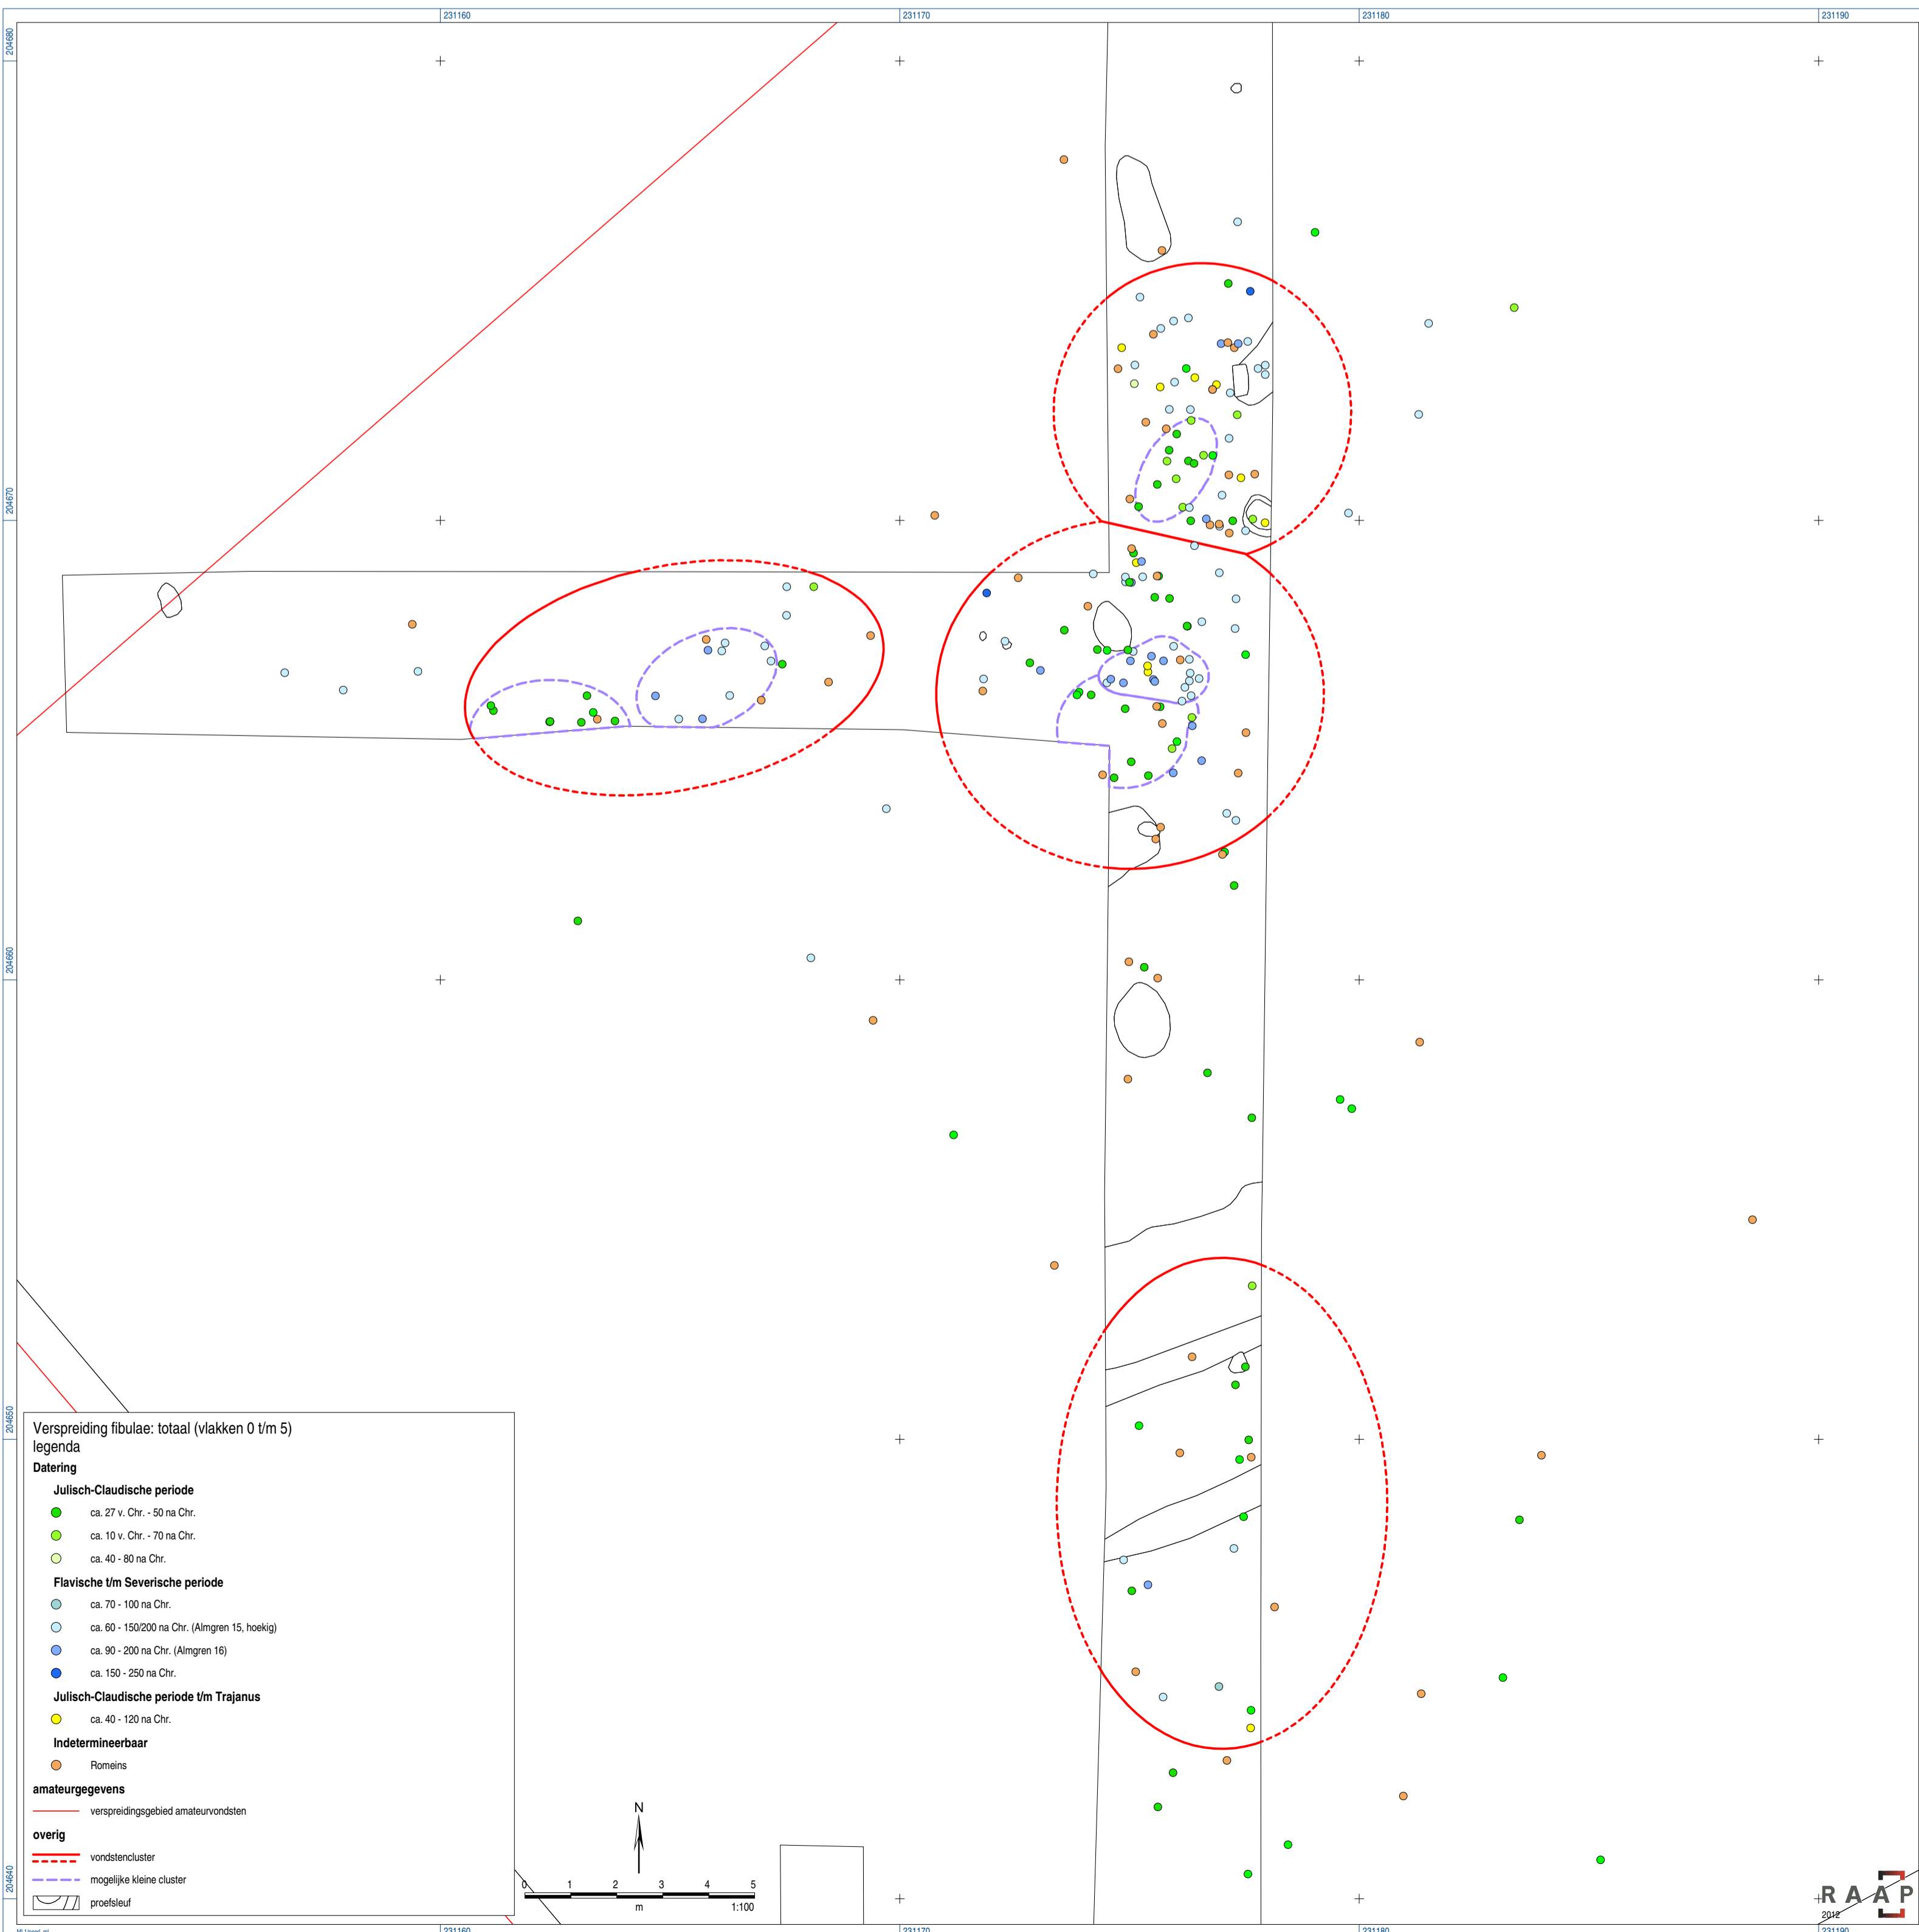 231160
231170
231180
231190
204680
204670
204660
204650
204640
Verspreiding fibulae: totaal (vlakken 0 t/m 5)
legenda
Datering
Julisch-Claudische periode
ca. 27 v. Chr. - 50 na Chr.
ca. 10 v. Chr. - 70 na Chr.
ca. 40 - 80 na Chr.
Flavische t/m Severische periode
ca. 70 - 100 na Chr.
ca. 60 - 150/200 na Chr. (Almgren 15, hoekig)
ca. 90 - 200 na Chr. (Almgren 16)
ca. 150 - 250 na Chr.
Julisch-Claudische periode t/m Trajanus
ca. 40 - 120 na Chr.
Indetermineerbaar
Romeins
amateurgegevens
verspreidingsgebied amateurvondsten
overig
vondstencluster
mogelijke kleine cluster
proefsleuf
N
0 1 2 3 4 5
m 1:100
RAAP
2012
231160
231170
231180
231190